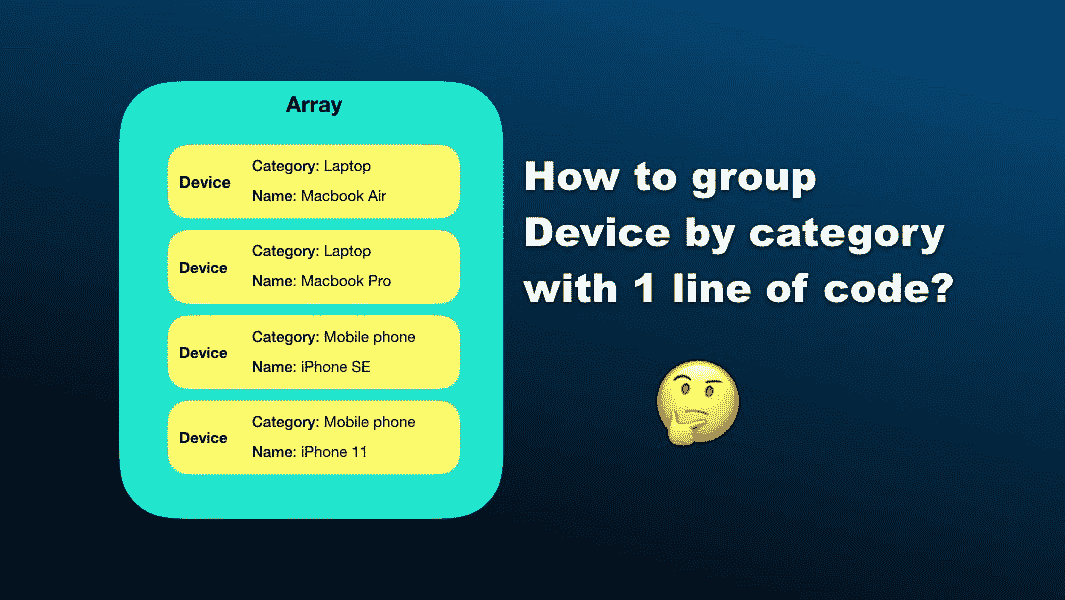 Array
Device
Category: Laptop
Name: Macbook Air
Device
Category: Laptop
Name: Macbook Pro
Device
Category: Mobile phone
Name: iPhone SE
Device
Category: Mobile phone
Name: iPhone 11
How to group
Device by category
with 1 line of code?